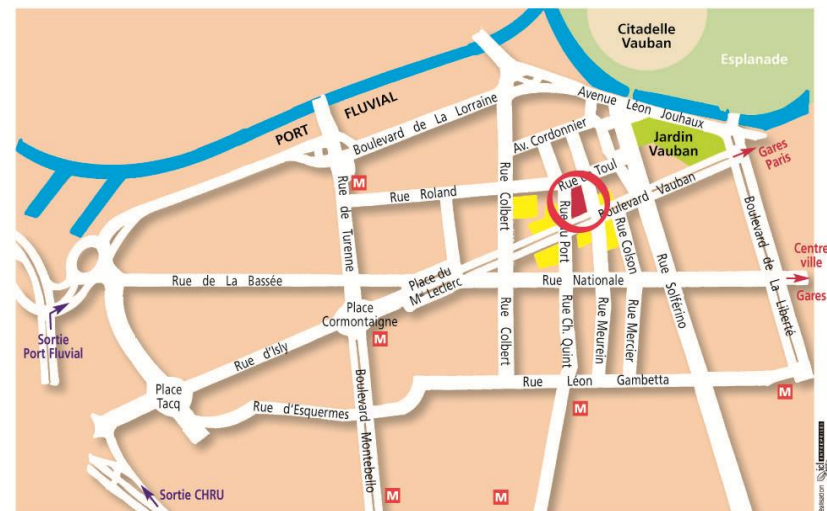 Citadelle
Vauban
Esplanade
PORT FLUVIAL
Boulevard de La Lorraine
Avenue Léon Jouhaux
Av. Cordonnier
Jardin
Vauban
Gares
Paris
M
Rue de Toul
Rue Roland
Rue Colbert
Rue de Turenne
Boulevard Vauban
Rue du Port
Rue Colson
Boulevard de La Liberté
Centre
ville
Gares
Rue de La Bassée
Place du
Mal Leclerc
Rue Nationale
Rue Solférino
Sortie
Port Fluvial
Place
Cormontaigne
M
Rue d'Isly
Rue Colbert
Rue Ch. Quint
Rue Meurein
Rue Mercier
Place
Tacq
Rue Léon Gambetta
M
M
Rue d'Esquermes
Boulevard Montebello
Sortie CHRU
M
M